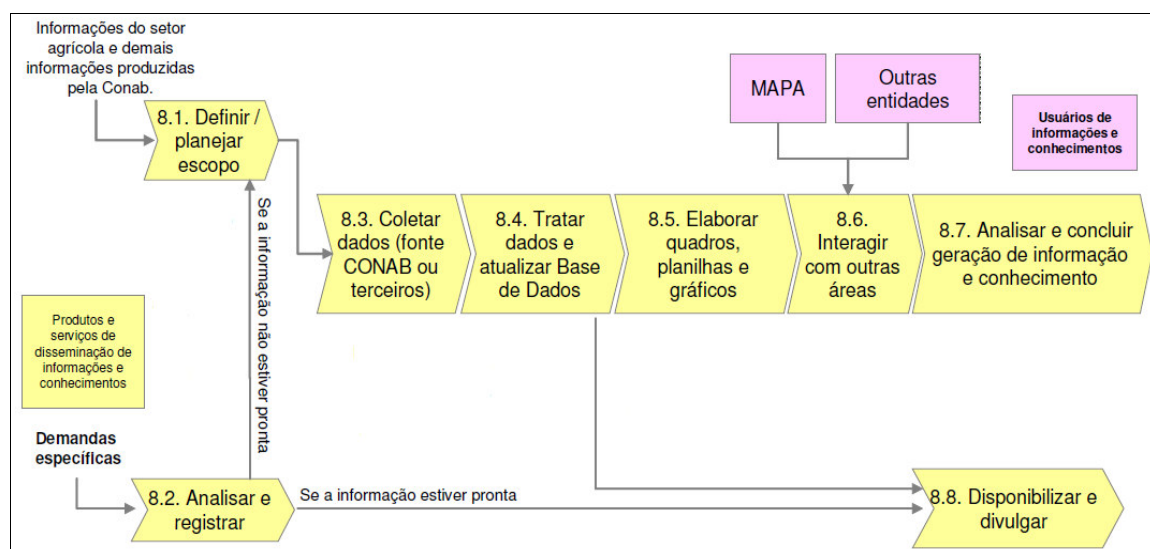 Informações do setor
agrícola e demais
informações produzidas
pela Conab.
8.1. Definir /
planejar
escopo
MAPA
Outras
entidades
Usuários de
informações e
conhecimentos
Se a informação não estiver pronta
8.3. Coletar
dados (fonte
CONAB ou
terceiros)
8.4. Tratar
dados e
atualizar Base
de Dados
8.5. Elaborar
quadros,
planilhas e
gráficos
8.6.
Interagir
com outras
áreas
8.7. Analisar e concluir
geração de informação
e conhecimento
Produtos e
serviços de
disseminação de
informações e
conhecimentos
Demandas
específicas
8.2. Analisar e
registrar
Se a informação estiver pronta
8.8. Disponibilizar e
divulgar